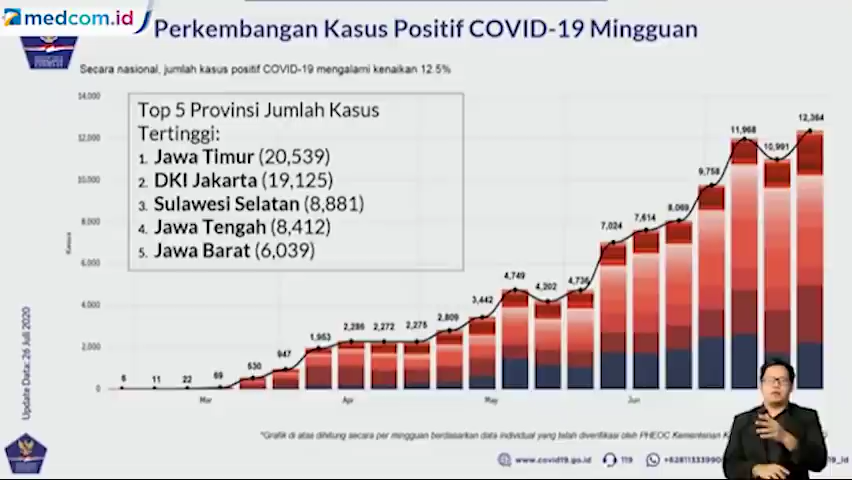 medcom.id
Perkembangan Kasus Positif COVID-19 Mingguan
Secara nasional, jumlah kasus positif COVID-19 mengalami kenaikan 12.5%
Top 5 Provinsi Jumlah Kasus
Tertinggi:
1. Jawa Timur (20,539)
2. DKI Jakarta (19,125)
3. Sulawesi Selatan (8,881)
4. Jawa Tengah (8,412)
5. Jawa Barat (6,039)
14,000
12,000
10,000
8,000
6,000
4,000
2,000
0
6 11 22 69 530 947 1,953 2,286 2,272 2,275 2,809 3,442 4,749 4,202 4,736 7,024 7,614 8,069 9,758 11,968 10,991 12,364
Mar Apr May Jun
Update Data: 26 Juli 2020
*Grafik di atas dihitung secara per mingguan berdasarkan data individual yang telah diverifikasi oleh PHEOC Kementerian
www.covid19.go.id 119